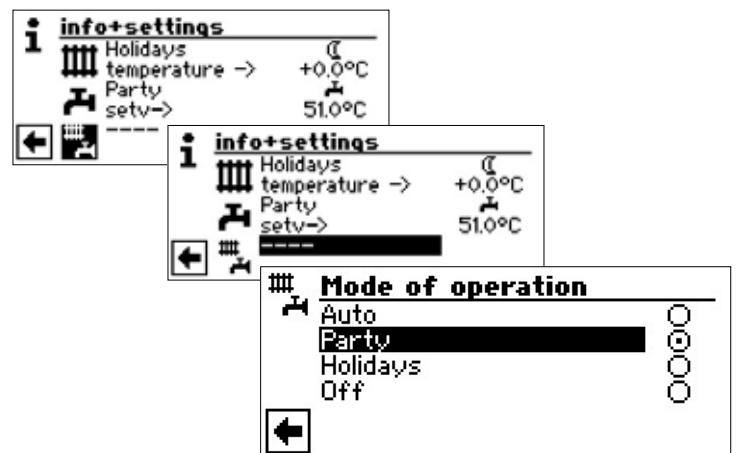 info+settings
Holidays
temperature -> +0.0°C
Party
setv-> 51.0°C
----
info+settings
Holidays
temperature -> +0.0°C
Party
setv-> 51.0°C
----
Mode of operation
Auto
Party
Holidays
Off